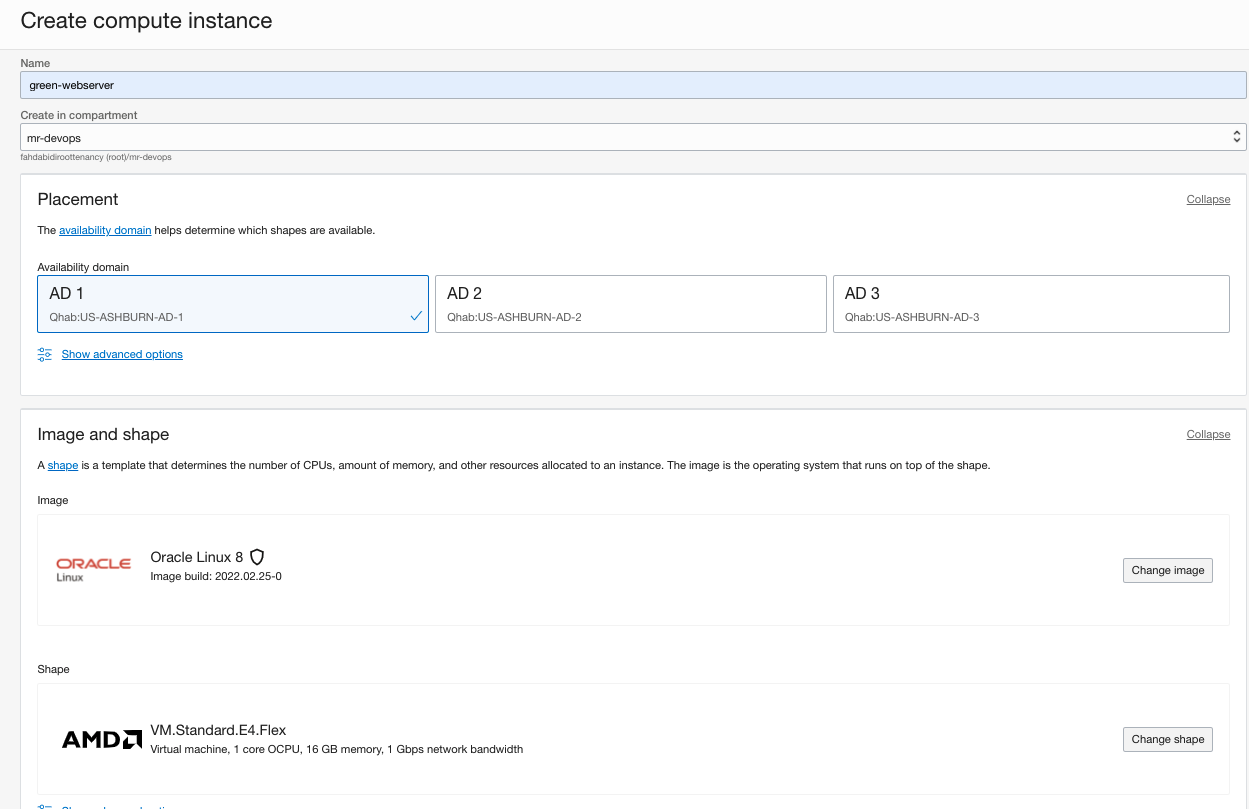 Create compute instance
Name
green-webserver
Create in compartment
mr-devops
fahdabidiroottenancy (root)/mr-devops
Placement
Collapse
The availability domain helps determine which shapes are available.
Availability domain
AD 1
Qhab:US-ASHBURN-AD-1
AD 2
Qhab:US-ASHBURN-AD-2
AD 3
Qhab:US-ASHBURN-AD-3
Show advanced options
Image and shape
Collapse
A shape is a template that determines the number of CPUs, amount of memory, and other resources allocated to an instance. The image is the operating system that runs on top of the shape.
Image
ORACLE
Linux
Oracle Linux 8
Image build: 2022.02.25-0
Change image
Shape
AMD
VM.Standard.E4.Flex
Virtual machine, 1 core OCPU, 16 GB memory, 1 Gbps network bandwidth
Change shape